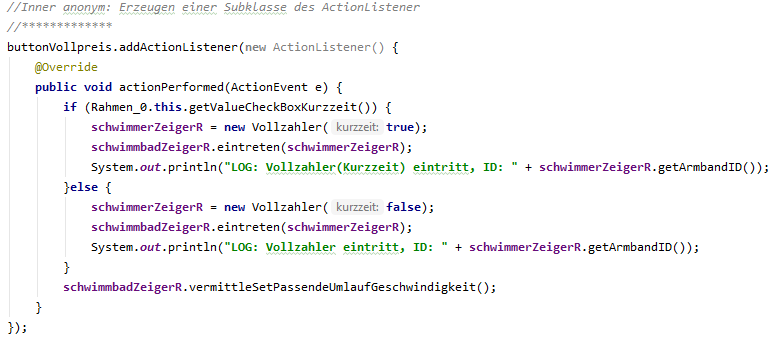 //Inner anonym: Erzeugen einer Subklasse des ActionListener
//*************
buttonVollpreis.addActionListener(new ActionListener() {
@Override
public void actionPerformed(ActionEvent e) {
if (Rahmen_0.this.getValueCheckBoxKurzzeit()) {
schwimmerZeigerR = new Vollzahler( kurzzeit: true);
schwimmbadZeigerR.eintreten(schwimmerZeigerR);
System.out.println("LOG: Vollzahler(Kurzzeit) eintritt, ID: " + schwimmerZeigerR.getArmbandID());
}else {
schwimmerZeigerR = new Vollzahler( kurzzeit: false);
schwimmbadZeigerR.eintreten(schwimmerZeigerR);
System.out.println("LOG: Vollzahler eintritt, ID: " + schwimmerZeigerR.getArmbandID());
}
schwimmbadZeigerR.vermittleSetPassendeUmlaufGeschwindigkeit();
}
});